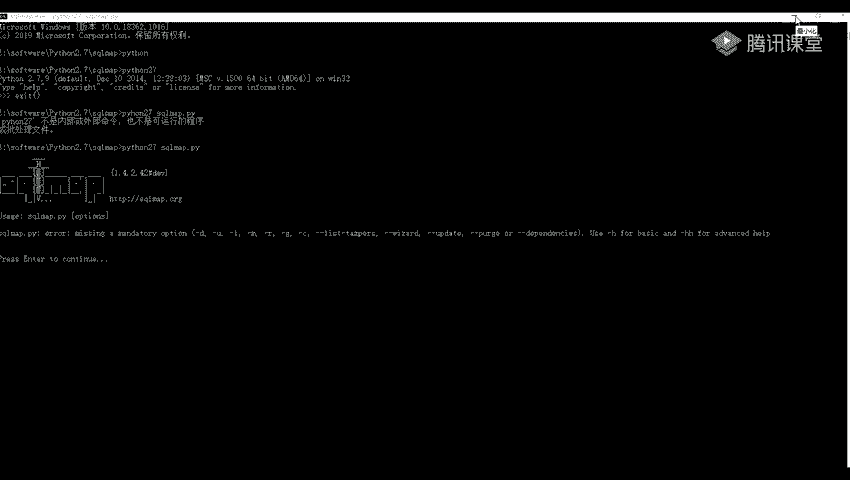 Microsoft Windows [版本 10.0.18362.1016]
(c) 2019 Microsoft Corporation. 保留所有权利。
最小化
腾讯课堂
E:\software\Python2.7\sqlmap>python
E:\software\Python2.7\sqlmap>python27
Python 2.7.9 (default, Dec 10 2014, 12:28:03) [MSC v.1500 64 bit (AMD64)] on win32
Type "help", "copyright", "credits" or "license" for more information.
>>> exit()
E:\software\Python2.7\sqlmap>pyhon27 sqlmap.py
'pyhon27' 不是内部或外部命令，也不是可运行的程序
或批处理文件。
E:\software\Python2.7\sqlmap>python27 sqlmap.py
{1.4.2.42#dev}
http://sqlmap.org
Usage: sqlmap.py [options]
sqlmap.py: error: missing a mandatory option (-d, -u, -l, -m, -r, -g, -c, --list-tampers, --wizard, --update, --purge or --dependencies). Use -h for basic and -hh for advanced help
Press Enter to continue...